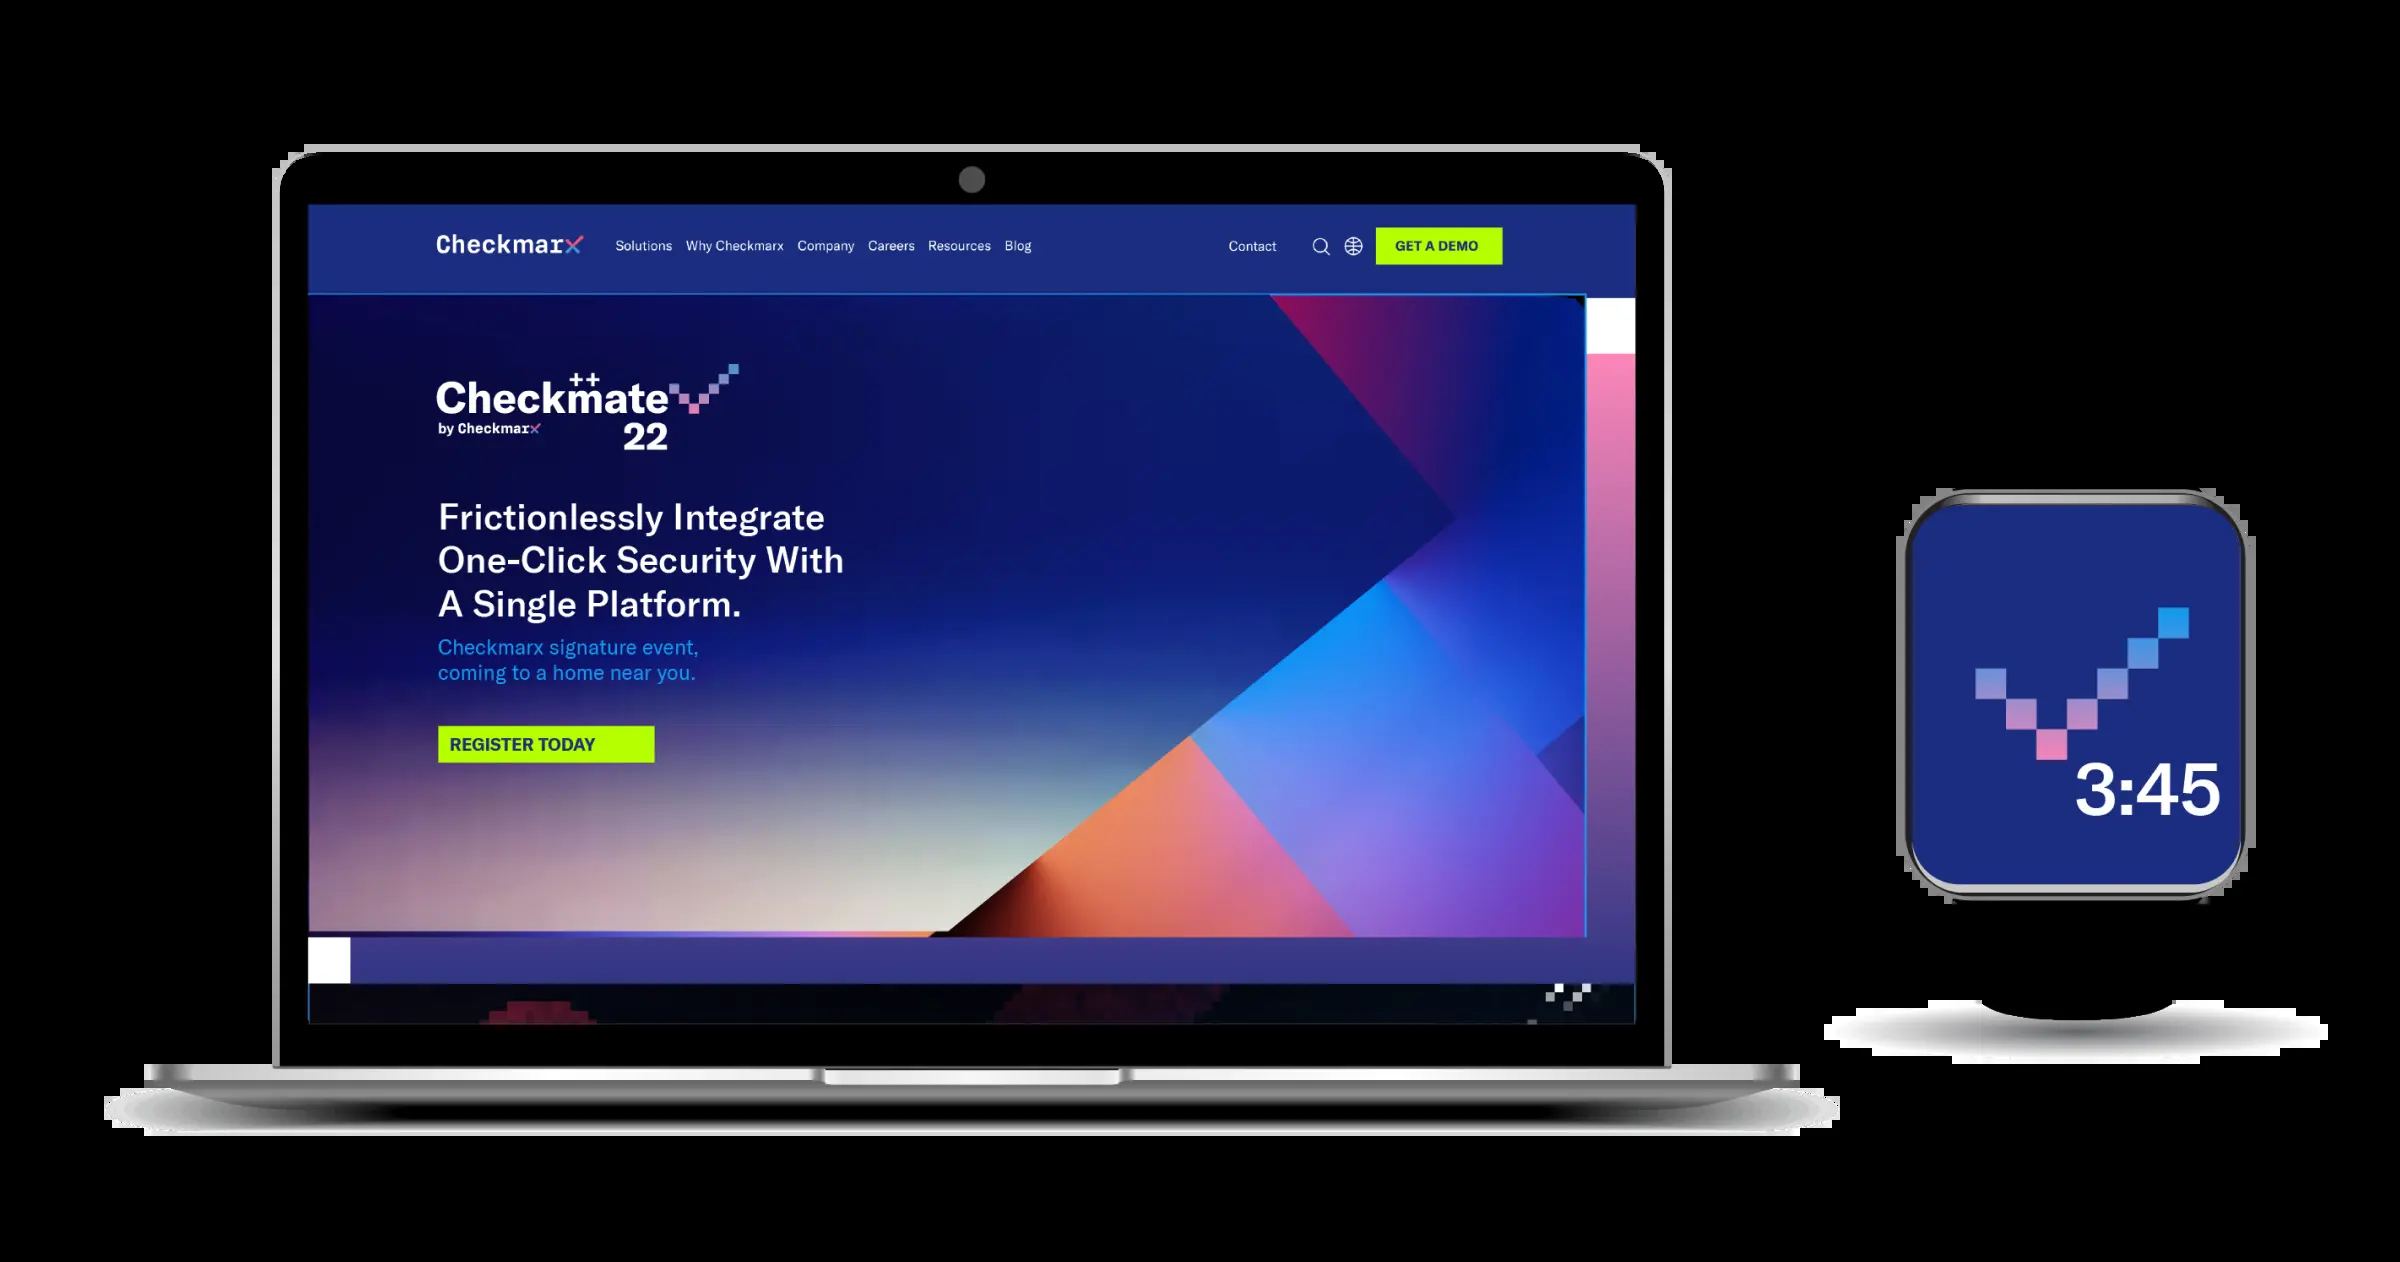 Checkmarx Solutions Why Checkmarx Company Careers Resources Blog Contact GET A DEMO
++
Checkmate
by Checkmarx
22
Frictionlessly Integrate
One-Click Security With
A Single Platform.
Checkmarx signature event,
coming to a home near you.
REGISTER TODAY
3:45